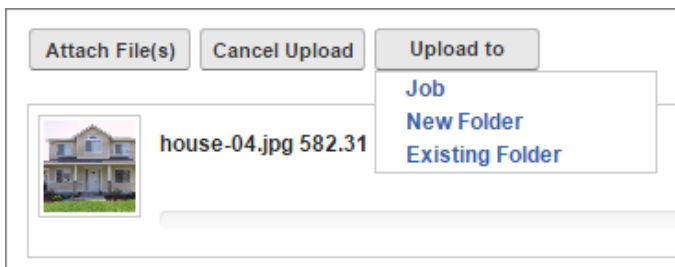 Attach File(s) Cancel Upload Upload to
Job
New Folder
Existing Folder
house-04.jpg 582.31